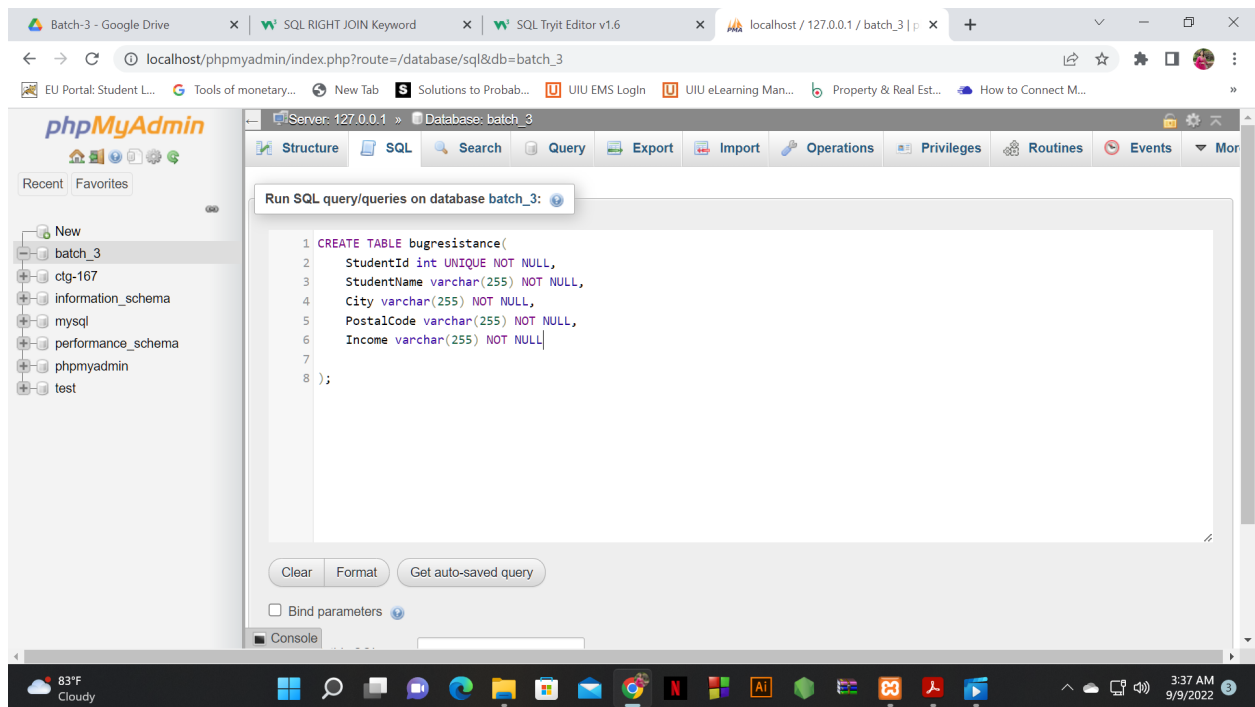 Batch-3 - Google Drive
SQL RIGHT JOIN Keyword
SQL Tryit Editor v1.6
localhost / 127.0.0.1 / batch_3 | p
localhost/phpmyadmin/index.php?route=/database/sql&db=batch_3
EU Portal: Student L... Tools of monetary... New Tab Solutions to Probab... UIU EMS LogIn UIU eLearning Man... Property & Real Est... How to Connect M... »
phpMyAdmin
Recent Favorites
New
batch_3
ctg-167
information_schema
mysql
performance_schema
phpmyadmin
test
Server: 127.0.0.1 » Database: batch_3
Structure SQL Search Query Export Import Operations Privileges Routines Events Mor
Run SQL query/queries on database batch_3:
1 CREATE TABLE bugresistance(
2 StudentId int UNIQUE NOT NULL,
3 StudentName varchar(255) NOT NULL,
4 City varchar(255) NOT NULL,
5 PostalCode varchar(255) NOT NULL,
6 Income varchar(255) NOT NULL
7
8 );
Clear Format Get auto-saved query
Bind parameters
Console
83°F
Cloudy
Ai
3:37 AM
9/9/2022
3